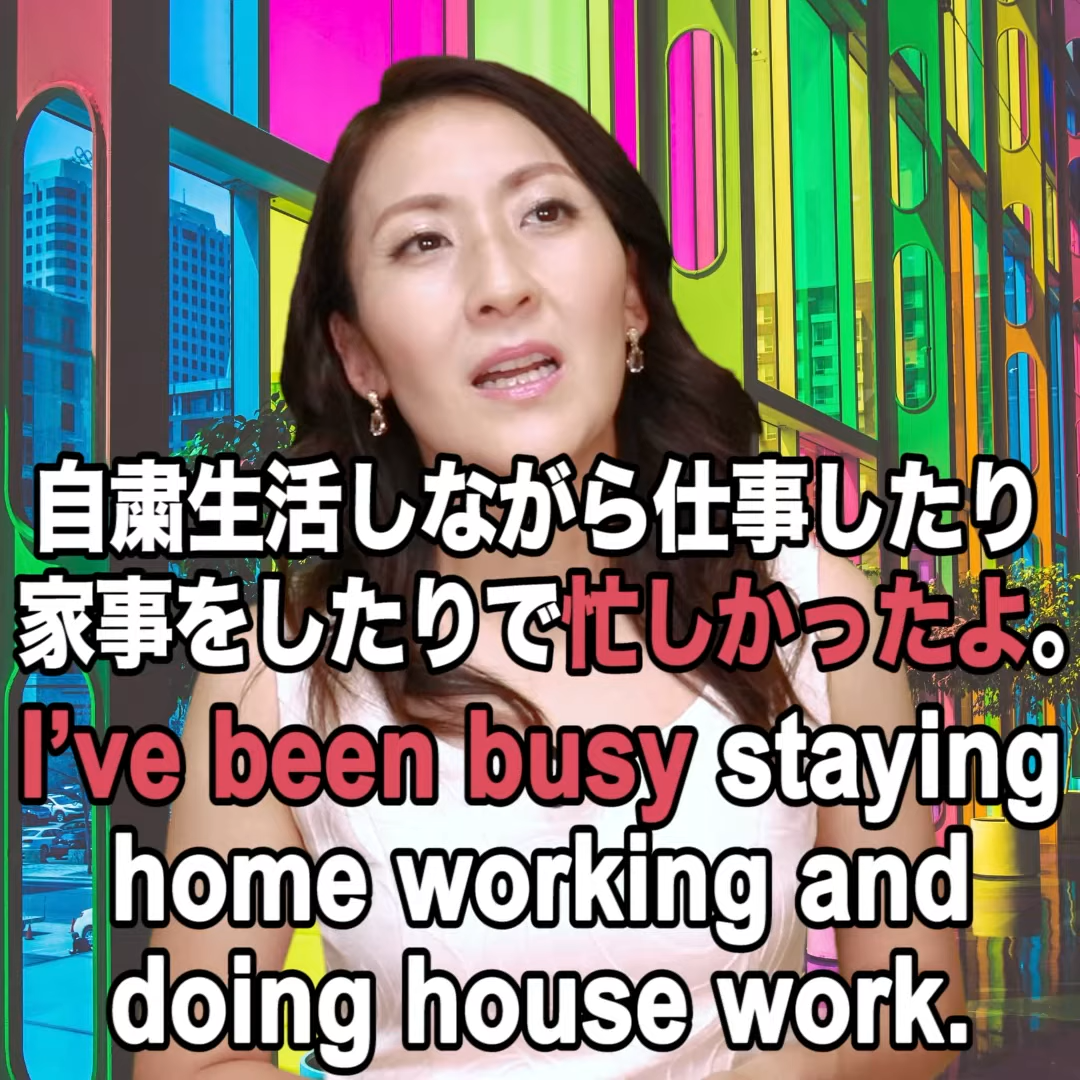 自粛生活しながら仕事したり
家事をしたりで忙しかったよ。
I've been busy staying
home working and
doing house work.